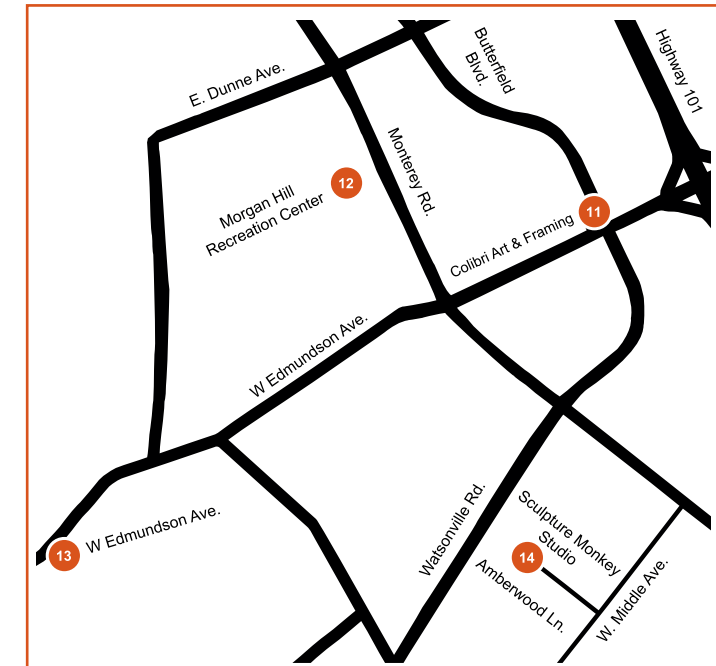 Butterfield
Blvd.
Highway 101
E. Dunne Ave.
Monterey Rd.
12
Morgan Hill
Recreation Center
11
Colibri Art & Framing
W Edmundson Ave.
W Edmundson Ave.
13
Watsonville Rd.
Sculpture Monkey
Studio
14
Amberwood Ln.
W. Middle Ave.